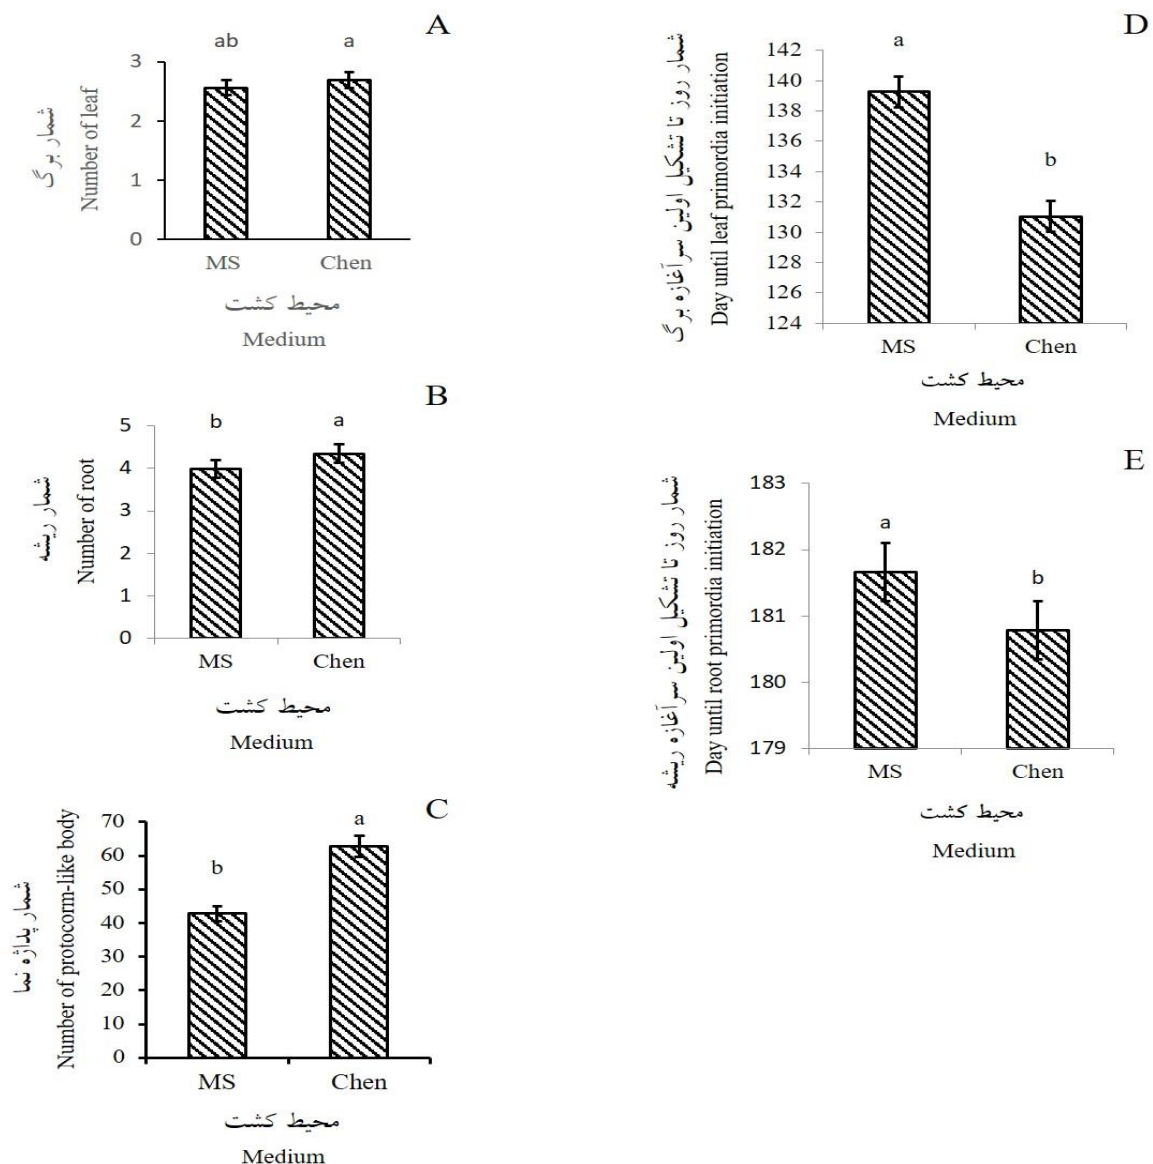 A
ab
a
3
2
1
0
شمار برگ
Number of leaf
MS
Chen
محیط کشت
Medium
B
b
a
5
4
3
2
1
0
شمار ریشه
Number of root
MS
Chen
محیط کشت
Medium
C
b
a
70
60
50
40
30
20
10
0
شمار پداژه نما
Number of protocorm-like body
MS
Chen
محیط کشت
Medium
D
a
b
142
140
138
136
134
132
130
128
126
124
شمار روز تا تشکیل اولین سرآغازه برگ
Day until leaf primordia initiation
MS
Chen
محیط کشت
Medium
E
a
b
183
182
181
180
179
شمار روز تا تشکیل اولین سرآغازه ریشه
Day until root primordia initiation
MS
Chen
محیط کشت
Medium